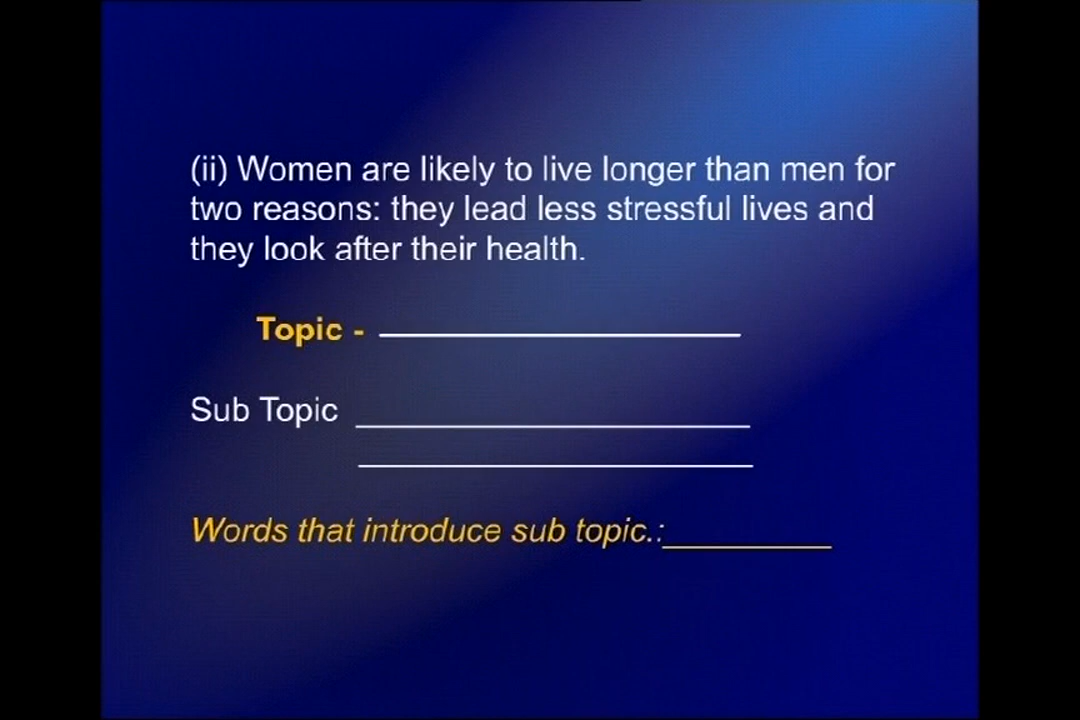 (ii) Women are likely to live longer than men for
two reasons: they lead less stressful lives and
they look after their health.
Topic - ____________________
Sub Topic ____________________
____________________
Words that introduce sub topic.:__________